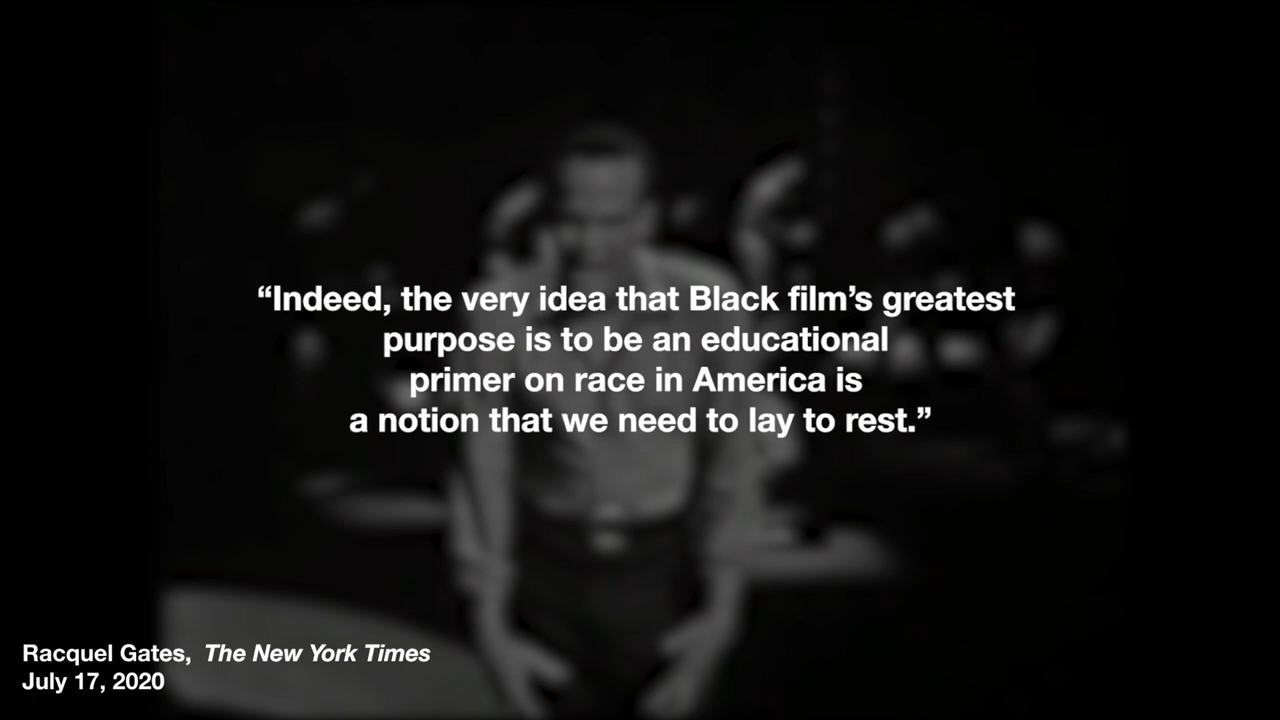 “Indeed, the very idea that Black film’s greatest
purpose is to be an educational
primer on race in America is
a notion that we need to lay to rest.”
Racquel Gates, The New York Times
July 17, 2020